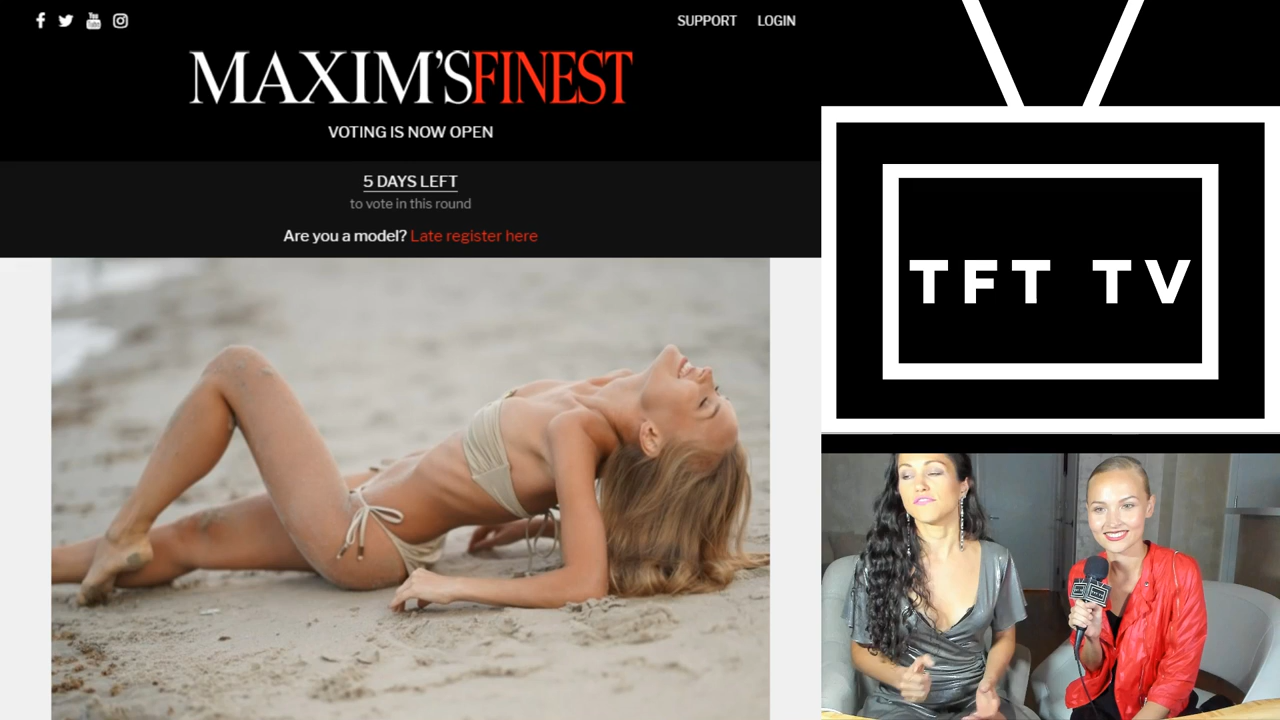 SUPPORT LOGIN
MAXIM'SFINEST
VOTING IS NOW OPEN
5 DAYS LEFT
to vote in this round
Are you a model? Late register here
TFT TV